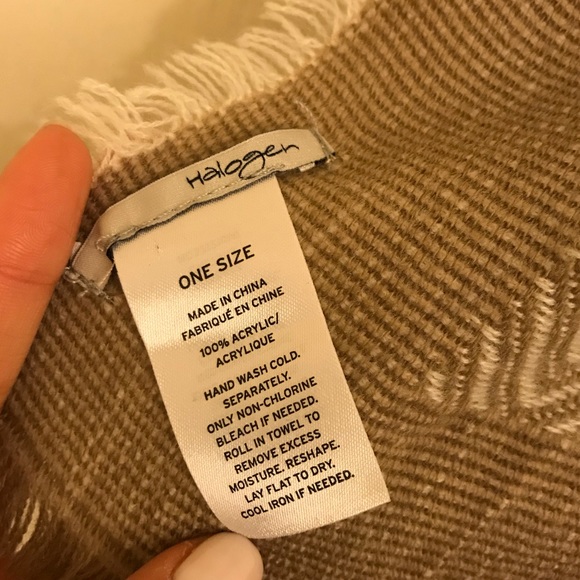 Halogen
ONE SIZE
MADE IN CHINA
FABRIQUÉ EN CHINE
100% ACRYLIC/
ACRYLIQUE
HAND WASH COLD.
SEPARATELY.
ONLY NON-CHLORINE
BLEACH IF NEEDED.
ROLL IN TOWEL TO
REMOVE EXCESS
MOISTURE. RESHAPE.
LAY FLAT TO DRY.
COOL IRON IF NEEDED.